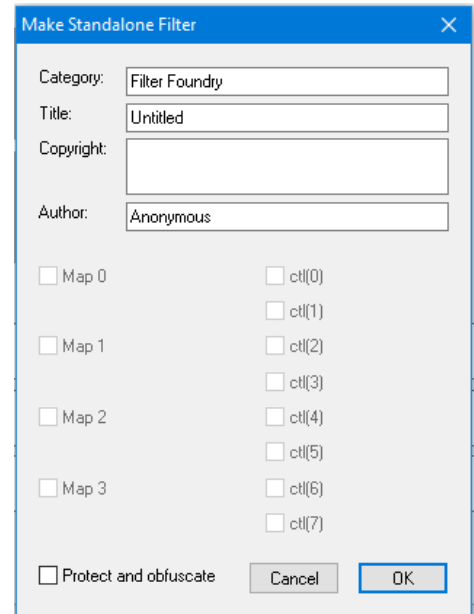 Make Standalone Filter
Category: Filter Foundry
Title: Untitled
Copyright:
Author: Anonymous
Map 0 ctl(0)
ctl(1)
Map 1 ctl(2)
ctl(3)
Map 2 ctl(4)
ctl(5)
Map 3 ctl(6)
ctl(7)
Protect and obfuscate Cancel OK